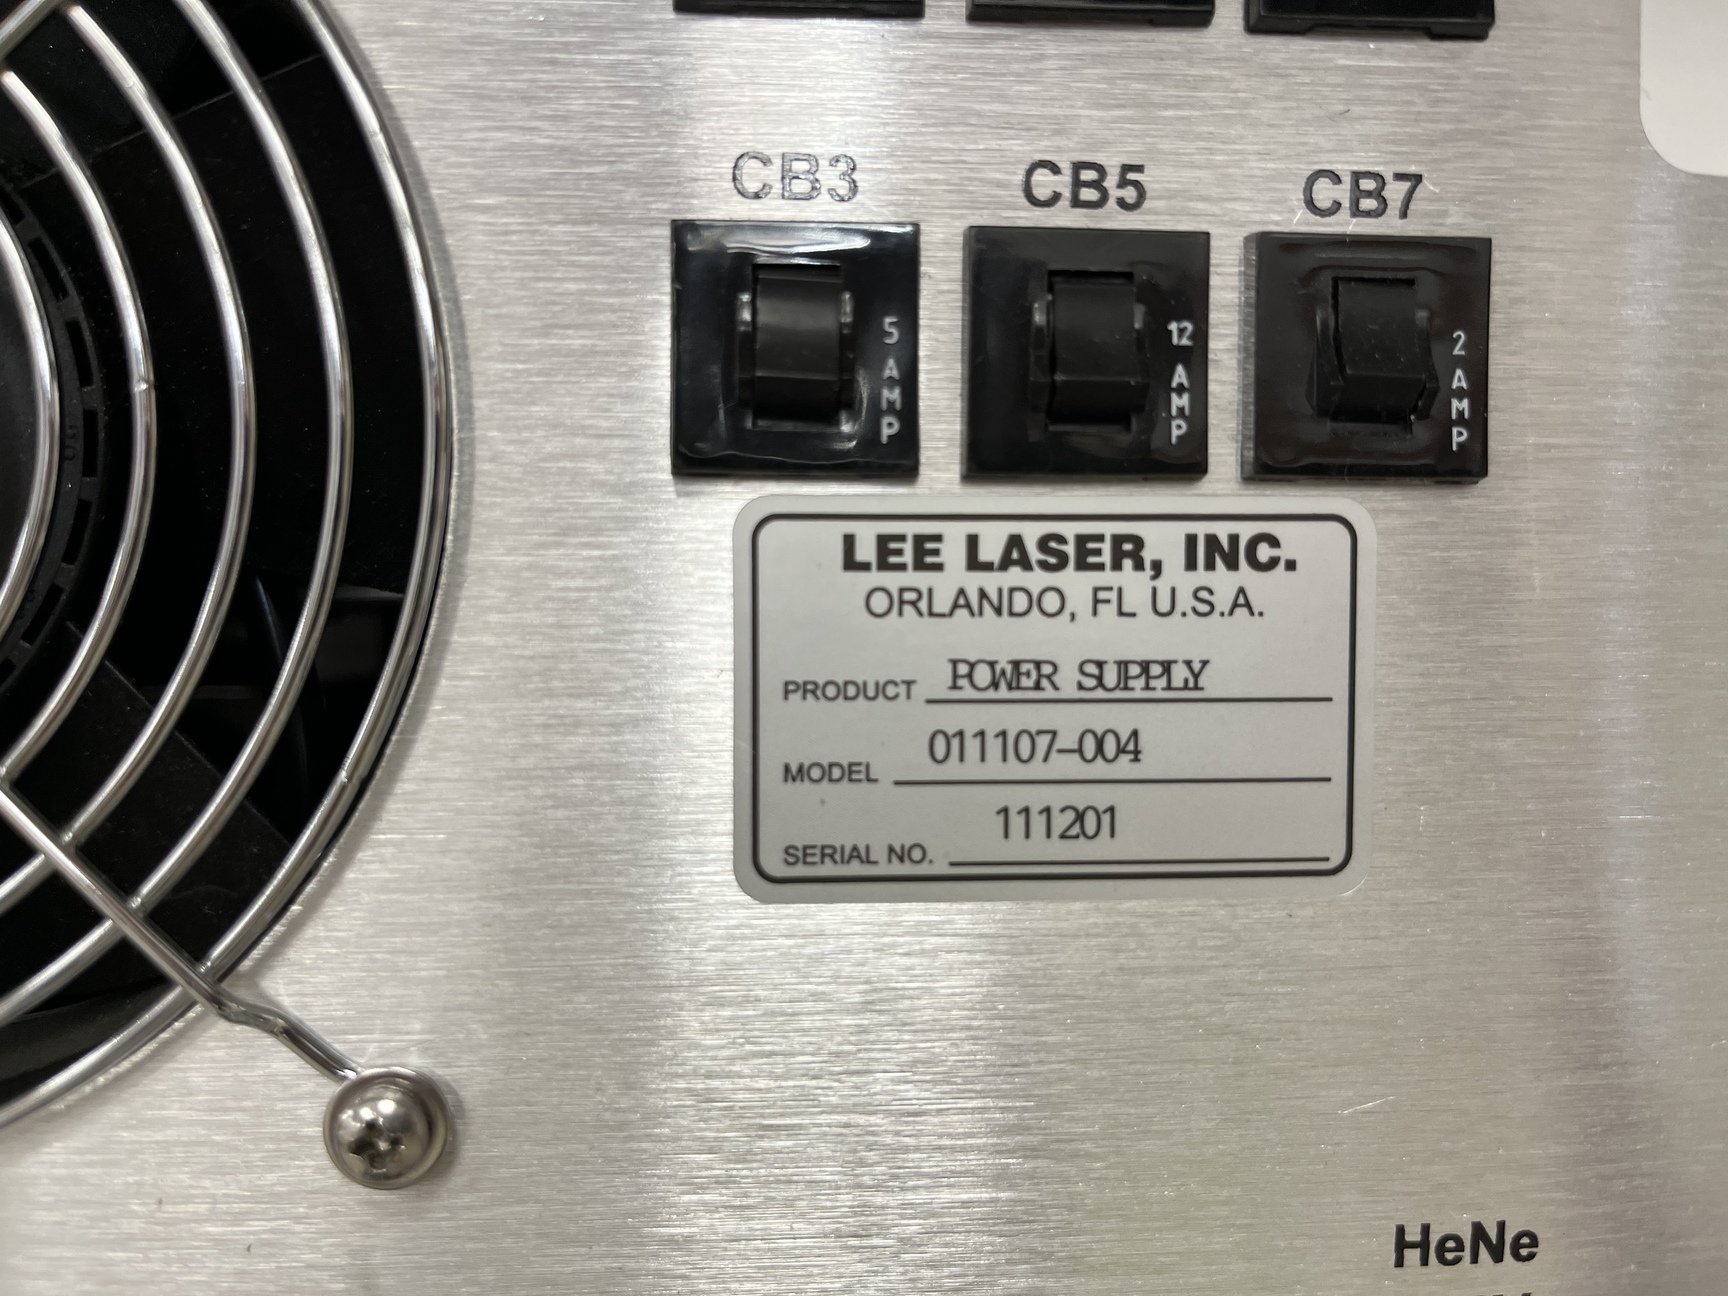 CB3 CB5 CB7
5 AMP 12 AMP 2 AMP
LEE LASER, INC.
ORLANDO, FL U.S.A.
PRODUCT POWER SUPPLY
MODEL 011107-004
SERIAL NO. 111201
HeNe